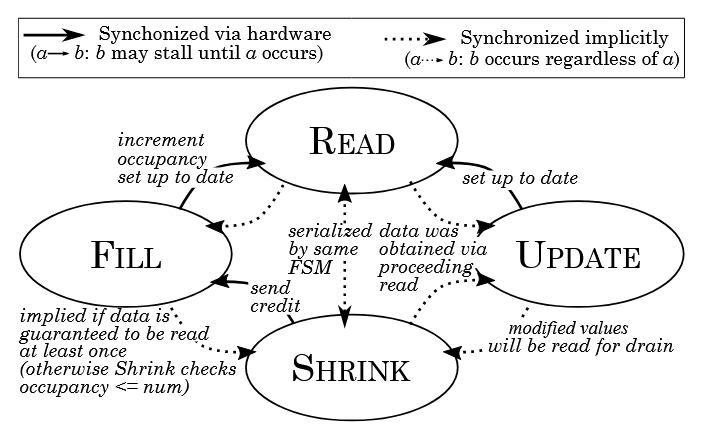 Synchonized via hardware
(a→ b: b may stall until a occurs)
Synchronized implicitly
(a⇢ b: b occurs regardless of a)
READ
increment
occupancy
set up to date
set up to date
FILL
serialized
by same
FSM
data was
obtained via
proceeding
read
UPDATE
send
credit
implied if data is
guaranteed to be read
at least once
(otherwise Shrink checks
occupancy <= num)
SHRINK
modified values
will be read for drain